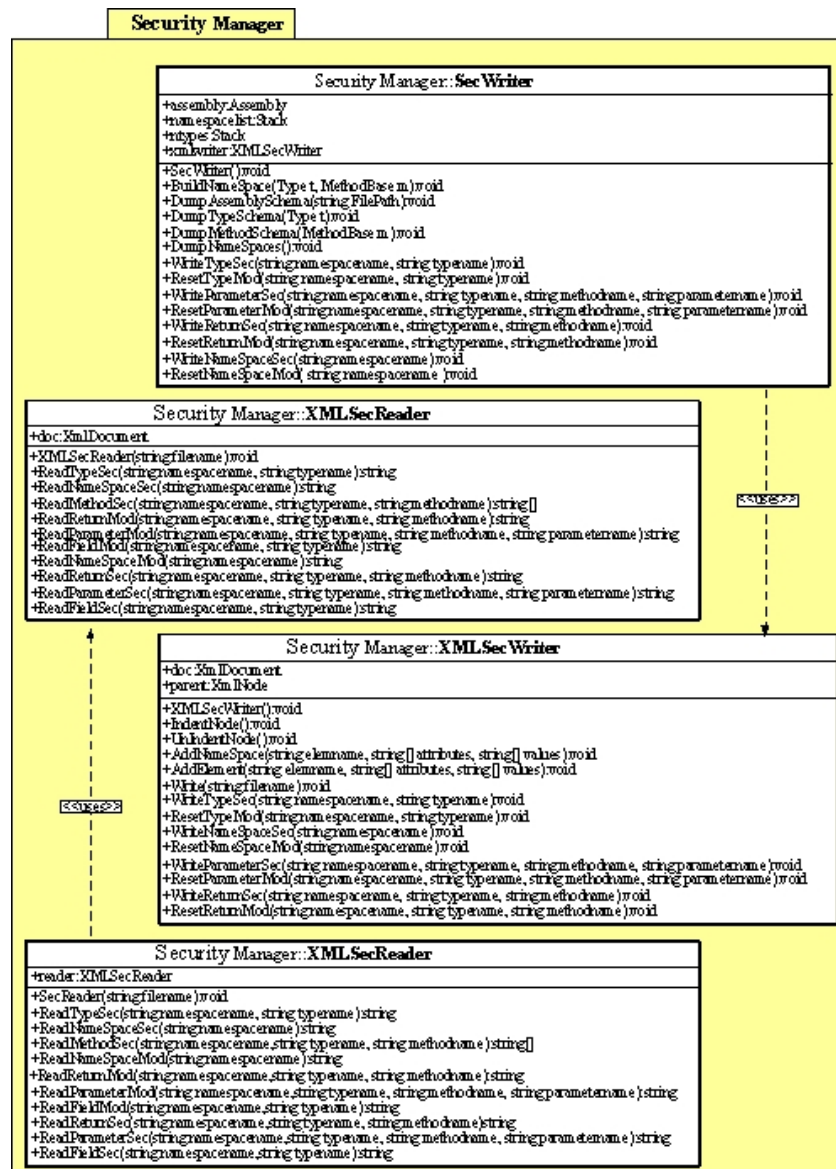 Security Manager
Security Manager::SecWriter
+assembly:Assembly
+namespacelist:Stack
+ntypes:Stack
+xmlwriter:XMLSecWriter
+SecWriter():void
+BuildNameSpace(Type t, MethodBase m):void
+DumpAssemblySchema(string FilePath):void
+DumpTypeSchema(Type t):void
+DumpMethodSchema(MethodBase m):void
+DumpNameSpaces():void
+WriteTypeSec(string namespacename, string typename):void
+ResetTypeMod(string namespacename, string typename):void
+WriteParameterSec(string namespacename, string typename, string methodname, string parametername):void
+ResetParameterMod(string namespacename, string typename, string methodname, string parametername):void
+WriteReturnSec(string namespacename, string typename, string methodname):void
+ResetReturnMod(string namespacename, string typename, string methodname):void
+WriteNameSpaceSec(string namespacename):void
+ResetNameSpaceMod( string namespacename ):void
Security Manager::XMLSecReader
+doc:XmlDocument
+XMLSecReader(string filename):void
+ReadTypeSec(string namespacename, string typename):string
+ReadNameSpaceSec(string namespacename):string
+ReadMethodSec(string namespacename, string typename, string methodname):string[]
+ReadReturnMod(string namespacename, string typename, string methodname):string
+ReadParameterMod(string namespacename, string typename, string methodname, string parametername):string
+ReadFieldMod(string namespacename, string typename):string
+ReadNameSpaceMod(string namespacename):string
+ReadReturnSec(string namespacename, string typename, string methodname):string
+ReadParameterSec(string namespacename, string typename, string methodname, string parametername):string
+ReadFieldSec(string namespacename, string typename):string
<<uses>>
Security Manager::XMLSecWriter
+doc:XmlDocument
+parent:XmlNode
+XMLSecWriter():void
+IndentNode():void
+UnIndentNode():void
+AddNameSpace(string elemname, string[] attributes, string[] values):void
+AddElement(string elemname, string[] attributes, string[] values):void
+Write(string filename):void
+WriteTypeSec(string namespacename, string typename):void
+ResetTypeMod(string namespacename, string typename):void
+WriteNameSpaceSec(string namespacename):void
+ResetNameSpaceMod(string namespacename):void
+WriteParameterSec(string namespacename, string typename, string methodname, string parametername):void
+ResetParameterMod(string namespacename, string typename, string methodname, string parametername):void
+WriteReturnSec(string namespacename, string typename, string methodname):void
+ResetReturnMod(string namespacename, string typename, string methodname):void
<<uses>>
Security Manager::XMLSecReader
+reader:XMLSecReader
+SecReader(string filename):void
+ReadTypeSec(string namespacename, string typename):string
+ReadNameSpaceSec(string namespacename):string
+ReadMethodSec(string namespacename,string typename, string methodname):string[]
+ReadNameSpaceMod(string namespacename):string
+ReadReturnMod(string namespacename,string typename, string methodname):string
+ReadParameterMod(string namespacename,string typename, string methodname, string parametername):string
+ReadFieldMod(string namespacename,string typename):string
+ReadReturnSec(string namespacename,string typename, string methodname)string
+ReadParameterSec(string namespacename,string typename, string methodname, string parametername):string
+ReadFieldSec(string namespacename,string typename):string